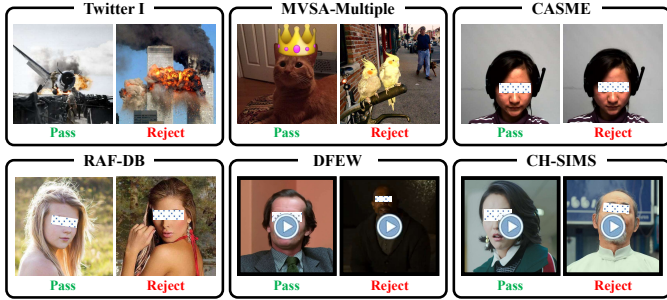 Twitter I
MVSA-Multiple
CASME
Pass
Reject
Pass
Reject
Pass
Reject
RAF-DB
DFEW
CH-SIMS
Pass
Reject
Pass
Reject
Pass
Reject